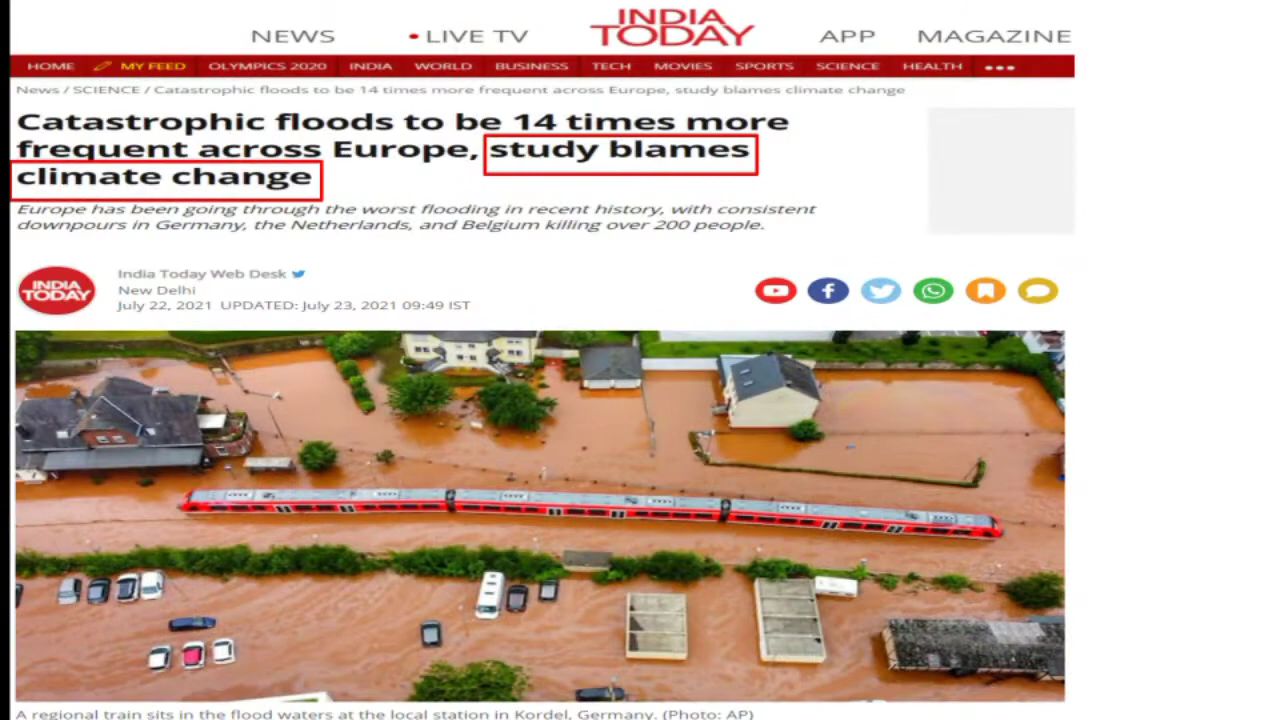 NEWS
LIVE TV
INDIA
TODAY
APP
MAGAZINE
HOME MY FEED OLYMPICS 2020 INDIA WORLD BUSINESS TECH MOVIES SPORTS SCIENCE HEALTH
News / SCIENCE / Catastrophic floods to be 14 times more frequent across Europe, study blames climate change
Catastrophic floods to be 14 times more
frequent across Europe, study blames
climate change
Europe has been going through the worst flooding in recent history, with consistent
downpours in Germany, the Netherlands, and Belgium killing over 200 people.
INDIA
TODAY
India Today Web Desk
New Delhi
July 22, 2021 UPDATED: July 23, 2021 09:49 IST
A regional train sits in the flood waters at the local station in Kordel, Germany. (Photo: AP)